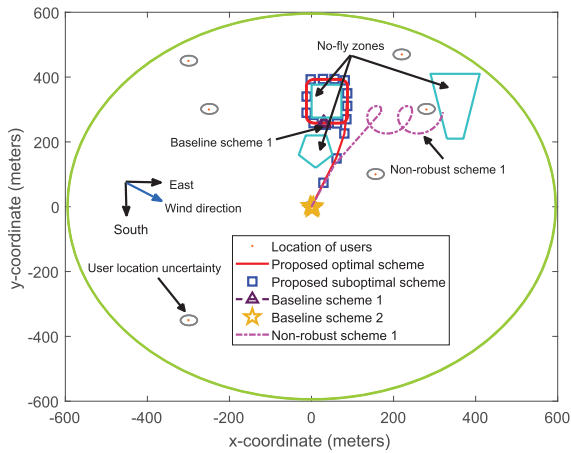 600
400
200
0
-200
-400
-600
y-coordinate (meters)
No-fly zones
Baseline scheme 1
Non-robust scheme 1
East
Wind direction
South
User location uncertainty
Location of users
Proposed optimal scheme
Proposed suboptimal scheme
Baseline scheme 1
Baseline scheme 2
Non-robust scheme 1
-600 -400 -200 0 200 400 600
x-coordinate (meters)